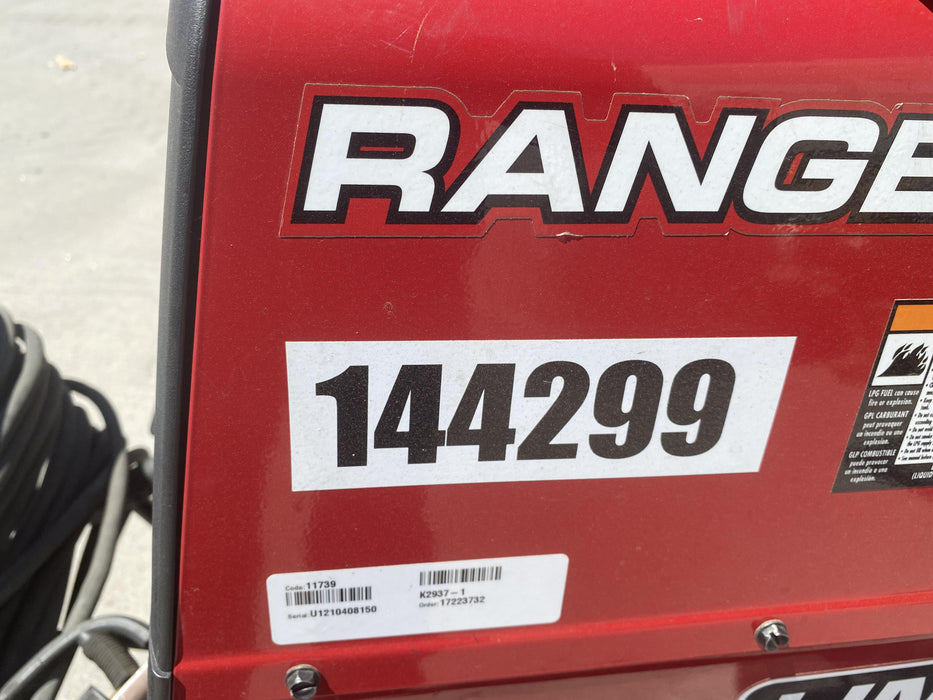 RANGE
144299
Code: 11739
Serial: U1210408150
K2937-1
Order: 17223732
LPG FUEL can cause
fire or explosion.
GPL CARBURANT
peut provoquer
un incendie ou une
explosion.
GLP COMBUSTIBLE
puede provocar
un incendio o una
explosion.